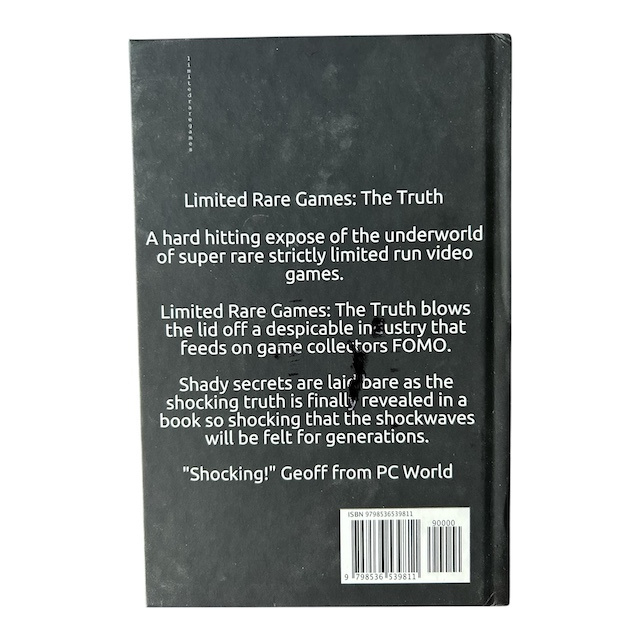 limitedraregames
Limited Rare Games: The Truth
A hard hitting expose of the underworld
of super rare strictly limited run video
games.
Limited Rare Games: The Truth blows
the lid off a despicable industry that
feeds on game collectors FOMO.
Shady secrets are laid bare as the
shocking truth is finally revealed in a
book so shocking that the shockwaves
will be felt for generations.
"Shocking!" Geoff from PC World
ISBN 9798536539811
90000
9 798536 539811